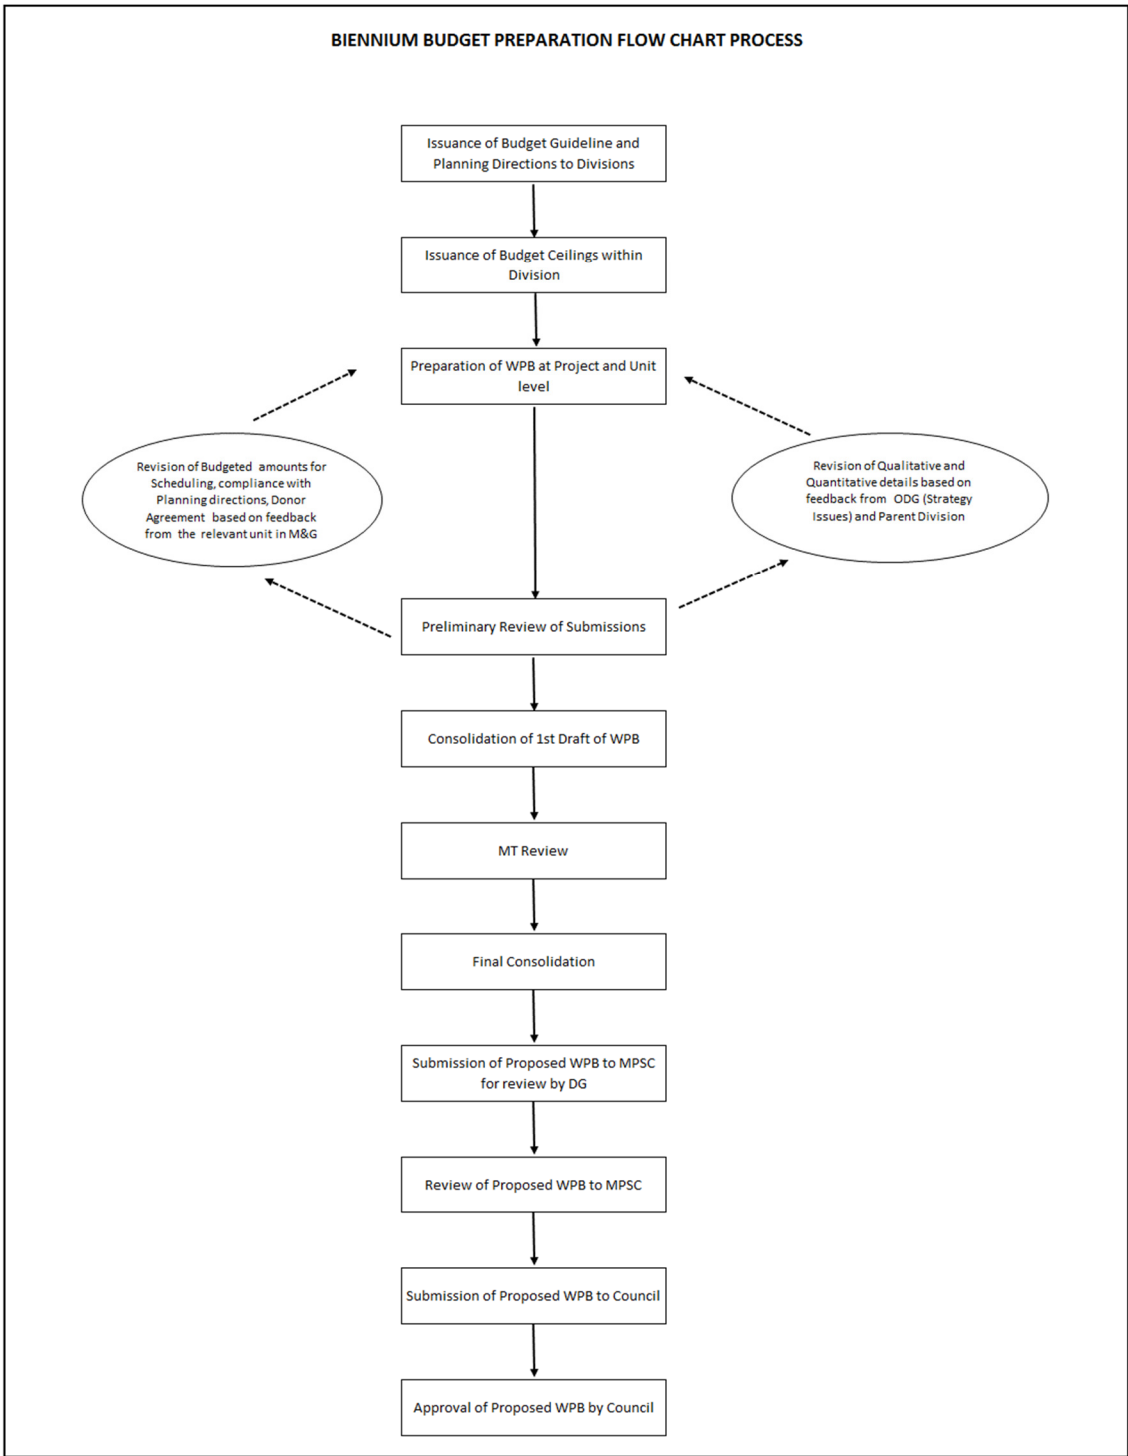 BIENNIUM BUDGET PREPARATION FLOW CHART PROCESS
Issuance of Budget Guideline and
Planning Directions to Divisions
Issuance of Budget Ceilings within
Division
Preparation of WPB at Project and Unit
level
Revision of Budgeted amounts for
Scheduling, compliance with
Planning directions, Donor
Agreement based on feedback
from the relevant unit in M&G
Revision of Qualitative and
Quantitative details based on
feedback from ODG (Strategy
Issues) and Parent Division
Preliminary Review of Submissions
Consolidation of 1st Draft of WPB
MT Review
Final Consolidation
Submission of Proposed WPB to MPSC
for review by DG
Review of Proposed WPB to MPSC
Submission of Proposed WPB to Council
Approval of Proposed WPB by Council